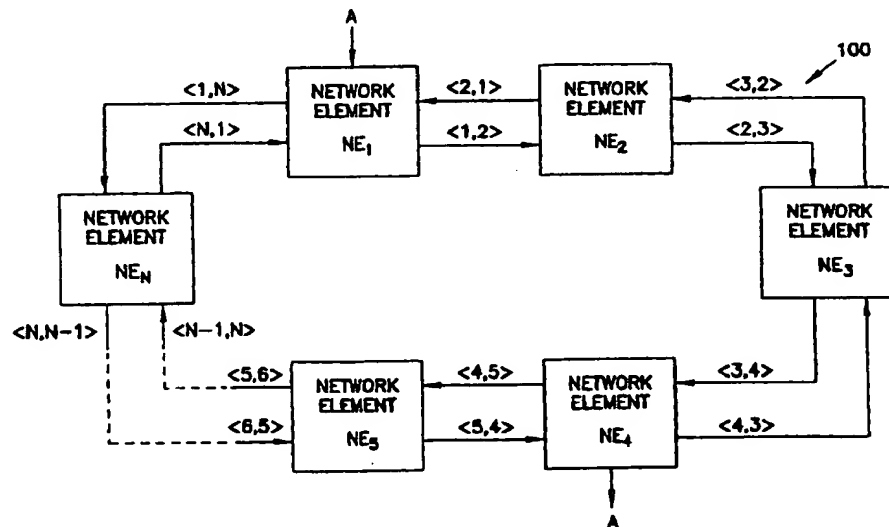 A
100
<1,N>
<N,1>
NETWORK
ELEMENT
NE₁
<2,1>
<1,2>
NETWORK
ELEMENT
NE₂
<3,2>
<2,3>
NETWORK
ELEMENT
NE_N
NETWORK
ELEMENT
NE₃
<N,N-1>
<N-1,N>
<5,6>
<6,5>
NETWORK
ELEMENT
NE₅
<4,5>
<5,4>
NETWORK
ELEMENT
NE₄
<3,4>
<4,3>
A